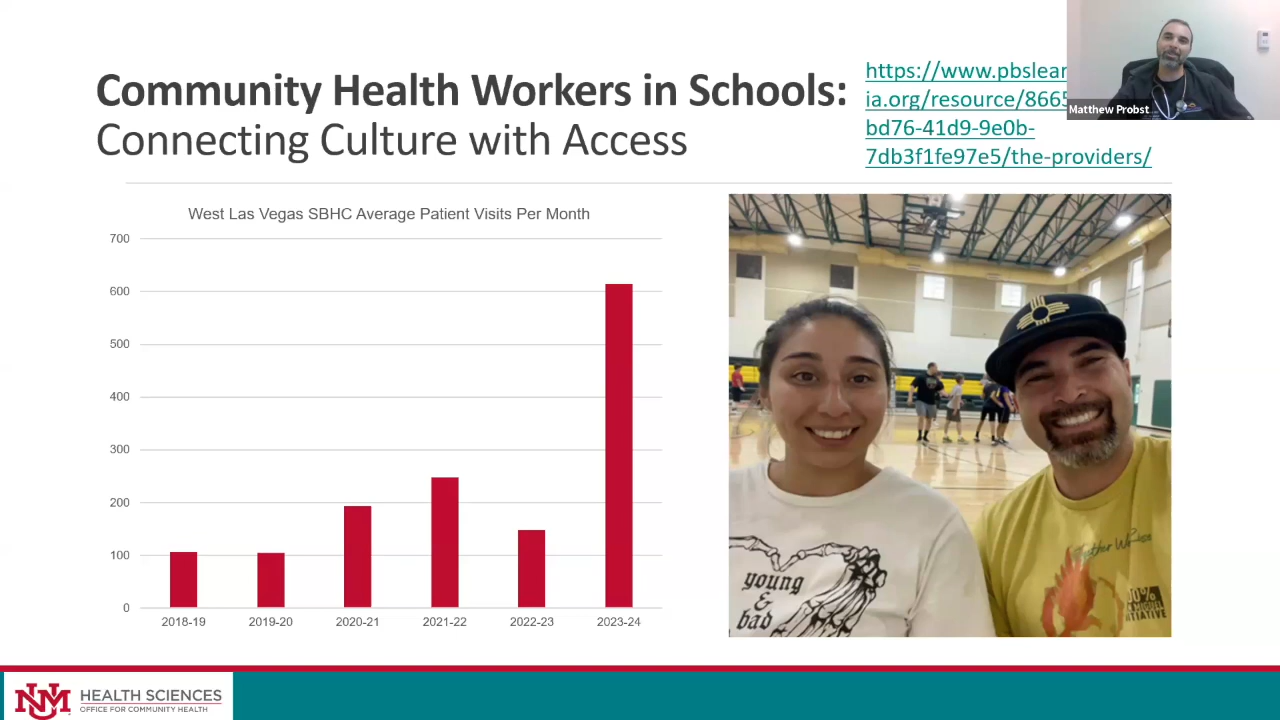 Community Health Workers in Schools:
Connecting Culture with Access
https://www.pbslear
ia.org/resource/866
bd76-41d9-9e0b-
7db3f1fe97e5/the-providers/
Matthew Probst
West Las Vegas SBHC Average Patient Visits Per Month
700
600
500
400
300
200
100
0
2018-19
2019-20
2020-21
2021-22
2022-23
2023-24
young
&
bad
UNM
HEALTH SCIENCES
OFFICE FOR COMMUNITY HEALTH